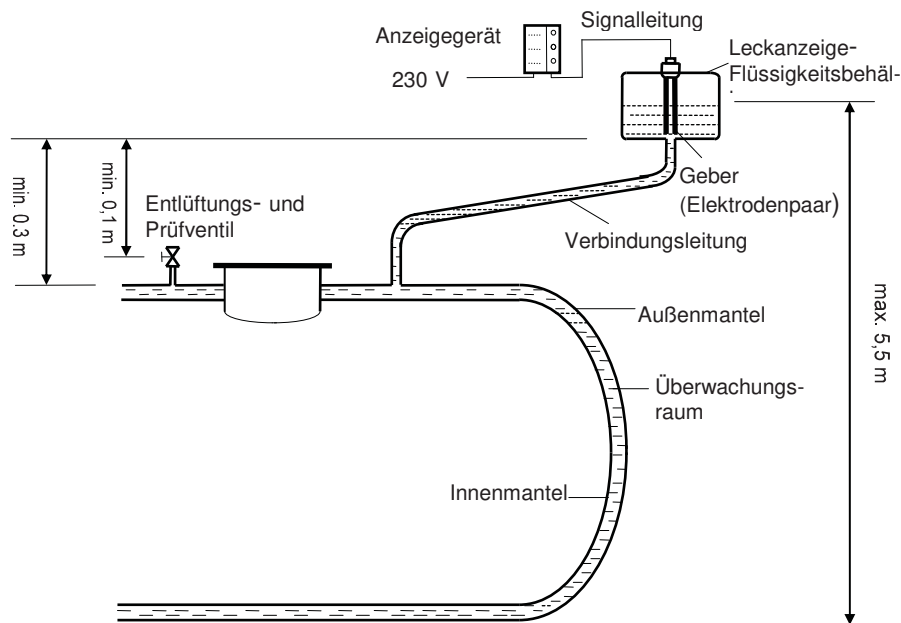 Anzeigegerät
Signalleitung
230 V
Leckanzeige-
Flüssigkeitsbehäl-
.
min. 0.3 m
min. 0,1 m
Entlüftungs- und
Prüfventil
Geber
(Elektrodenpaar)
Verbindungsleitung
Außenmantel
max. 5,5 m
Überwachungs-
raum
Innenmantel